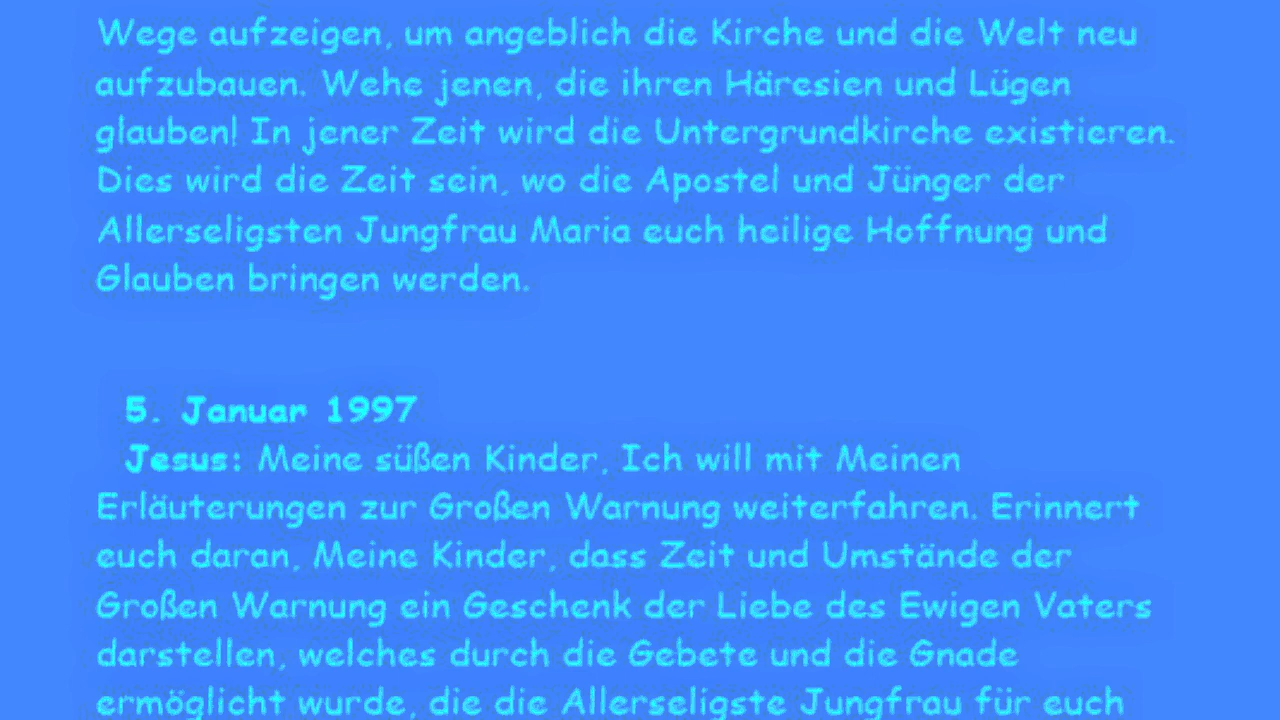 Wege aufzeigen, um angeblich die Kirche und die Welt neu
aufzubauen. Wehe jenen, die ihren Häresien und Lügen
glauben! In jener Zeit wird die Untergrundkirche existieren.
Dies wird die Zeit sein, wo die Apostel und Jünger der
Allerseligsten Jungfrau Maria euch heilige Hoffnung und
Glauben bringen werden.
5. Januar 1997
Jesus: Meine süßen Kinder, Ich will mit Meinen
Erläuterungen zur Großen Warnung weiterfahren. Erinnert
euch daran, Meine Kinder, dass Zeit und Umstände der
Großen Warnung ein Geschenk der Liebe des Ewigen Vaters
darstellen, welches durch die Gebete und die Gnade
ermöglicht wurde, die die Allerseligste Jungfrau für euch